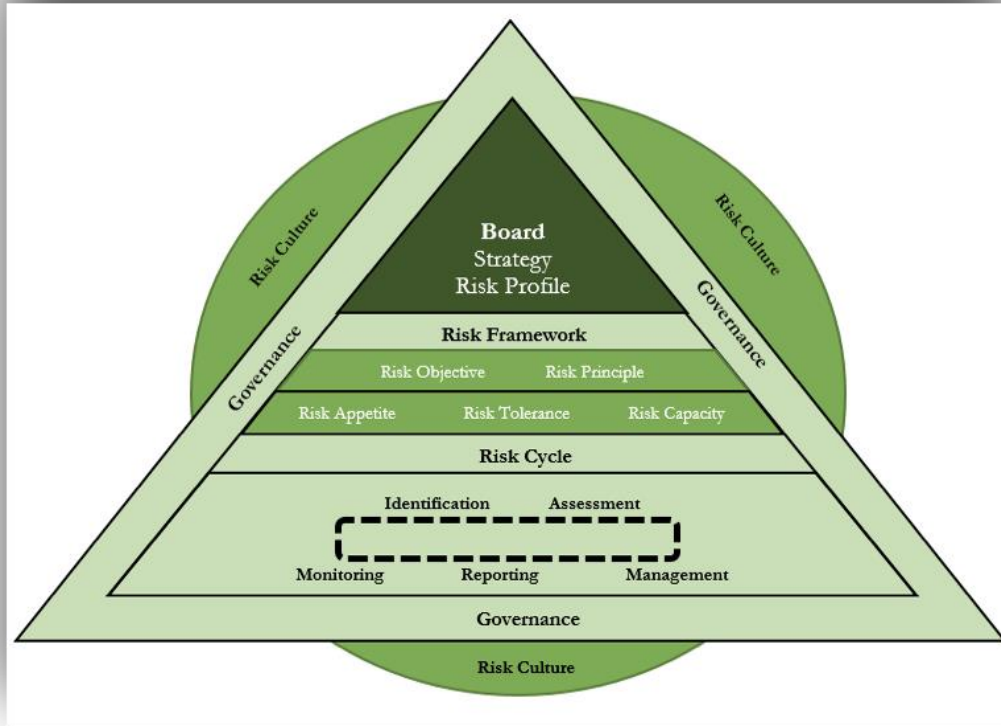 Risk Culture
Risk Culture
Board
Strategy
Risk Profile
Governance
Governance
Risk Framework
Risk Objective Risk Principle
Risk Appetite Risk Tolerance Risk Capacity
Risk Cycle
Identification Assessment
Monitoring Reporting Management
Governance
Risk Culture